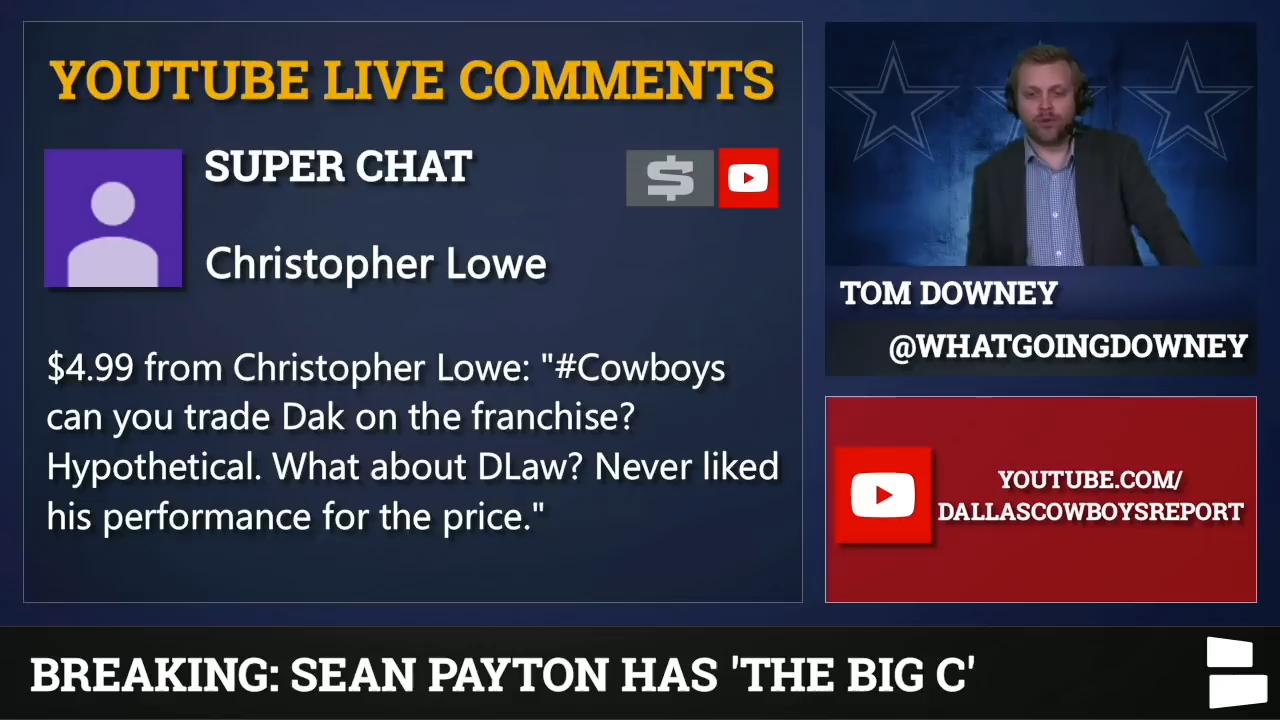 YOUTUBE LIVE COMMENTS
SUPER CHAT
$
Christopher Lowe
$4.99 from Christopher Lowe: "#Cowboys
can you trade Dak on the franchise?
Hypothetical. What about DLaw? Never liked
his performance for the price."
TOM DOWNEY
@WHATGOINGDOWNEY
YOUTUBE.COM/
DALLASCOWBOYSREPORT
BREAKING: SEAN PAYTON HAS 'THE BIG C'